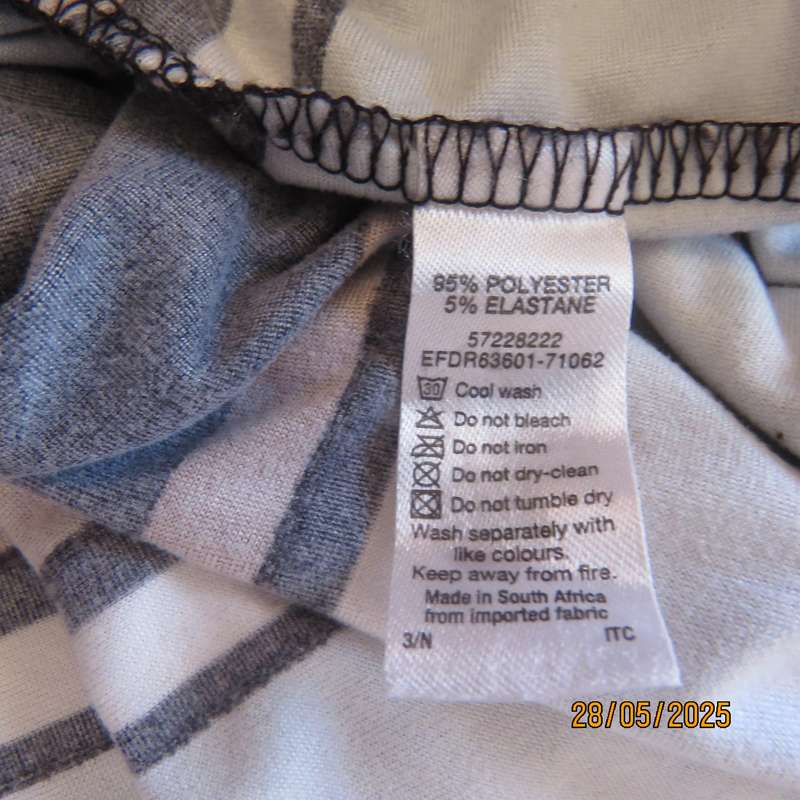 95% POLYESTER
5% ELASTANE
57228222
EFDR63601-71062
30 Cool wash
Do not bleach
Do not iron
Do not dry-clean
Do not tumble dry
Wash separately with
like colours.
Keep away from fire.
Made in South Africa
from imported fabric
3/N ITC
28/05/2025